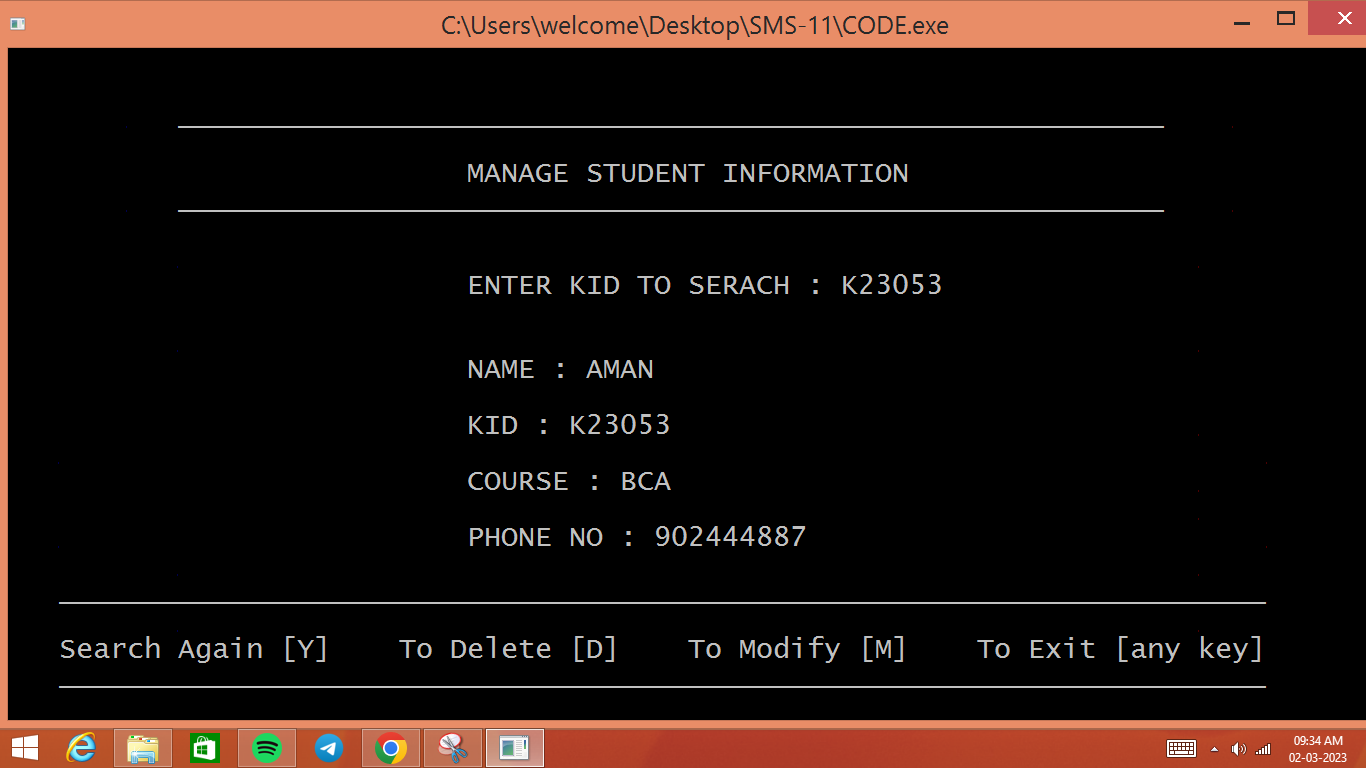 C:\Users\welcome\Desktop\SMS-11\CODE.exe
MANAGE STUDENT INFORMATION
ENTER KID TO SERACH : K23053
NAME : AMAN
KID : K23053
COURSE : BCA
PHONE NO : 902444887
Search Again [Y] To Delete [D] To Modify [M] To Exit [any key]
09:34 AM
02-03-2023